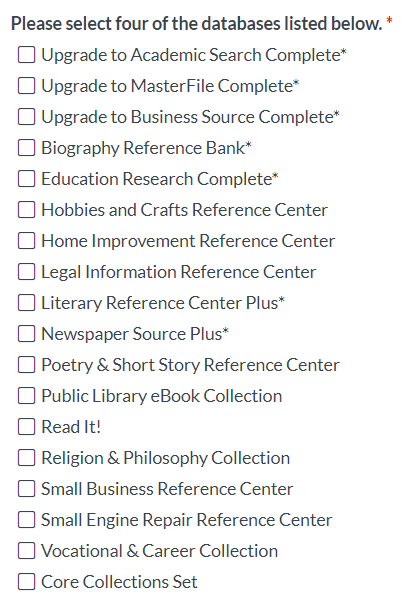 Please select four of the databases listed below. *
Upgrade to Academic Search Complete*
Upgrade to MasterFile Complete*
Upgrade to Business Source Complete*
Biography Reference Bank*
Education Research Complete*
Hobbies and Crafts Reference Center
Home Improvement Reference Center
Legal Information Reference Center
Literary Reference Center Plus*
Newspaper Source Plus*
Poetry & Short Story Reference Center
Public Library eBook Collection
Read It!
Religion & Philosophy Collection
Small Business Reference Center
Small Engine Repair Reference Center
Vocational & Career Collection
Core Collections Set